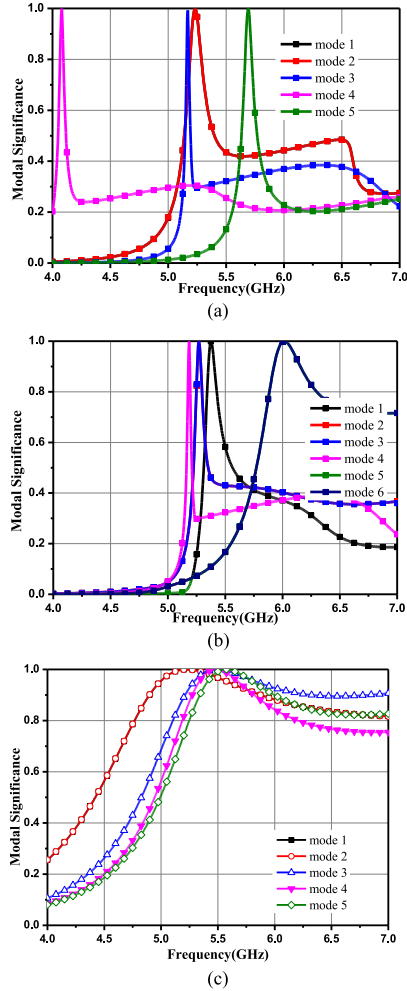 1.0
0.8
0.6
0.4
0.2
0.0
Modal Significance
mode 1
mode 2
mode 3
mode 4
mode 5
4.0 4.5 5.0 5.5 6.0 6.5 7.0
Frequency(GHz)
(a)
1.0
0.8
0.6
0.4
0.2
0.0
Modal Significance
mode 1
mode 2
mode 3
mode 4
mode 5
mode 6
4.0 4.5 5.0 5.5 6.0 6.5 7.0
Frequency(GHz)
(b)
1.0
0.8
0.6
0.4
0.2
0.0
Modal Significance
mode 1
mode 2
mode 3
mode 4
mode 5
4.0 4.5 5.0 5.5 6.0 6.5 7.0
Frequency(GHz)
(c)